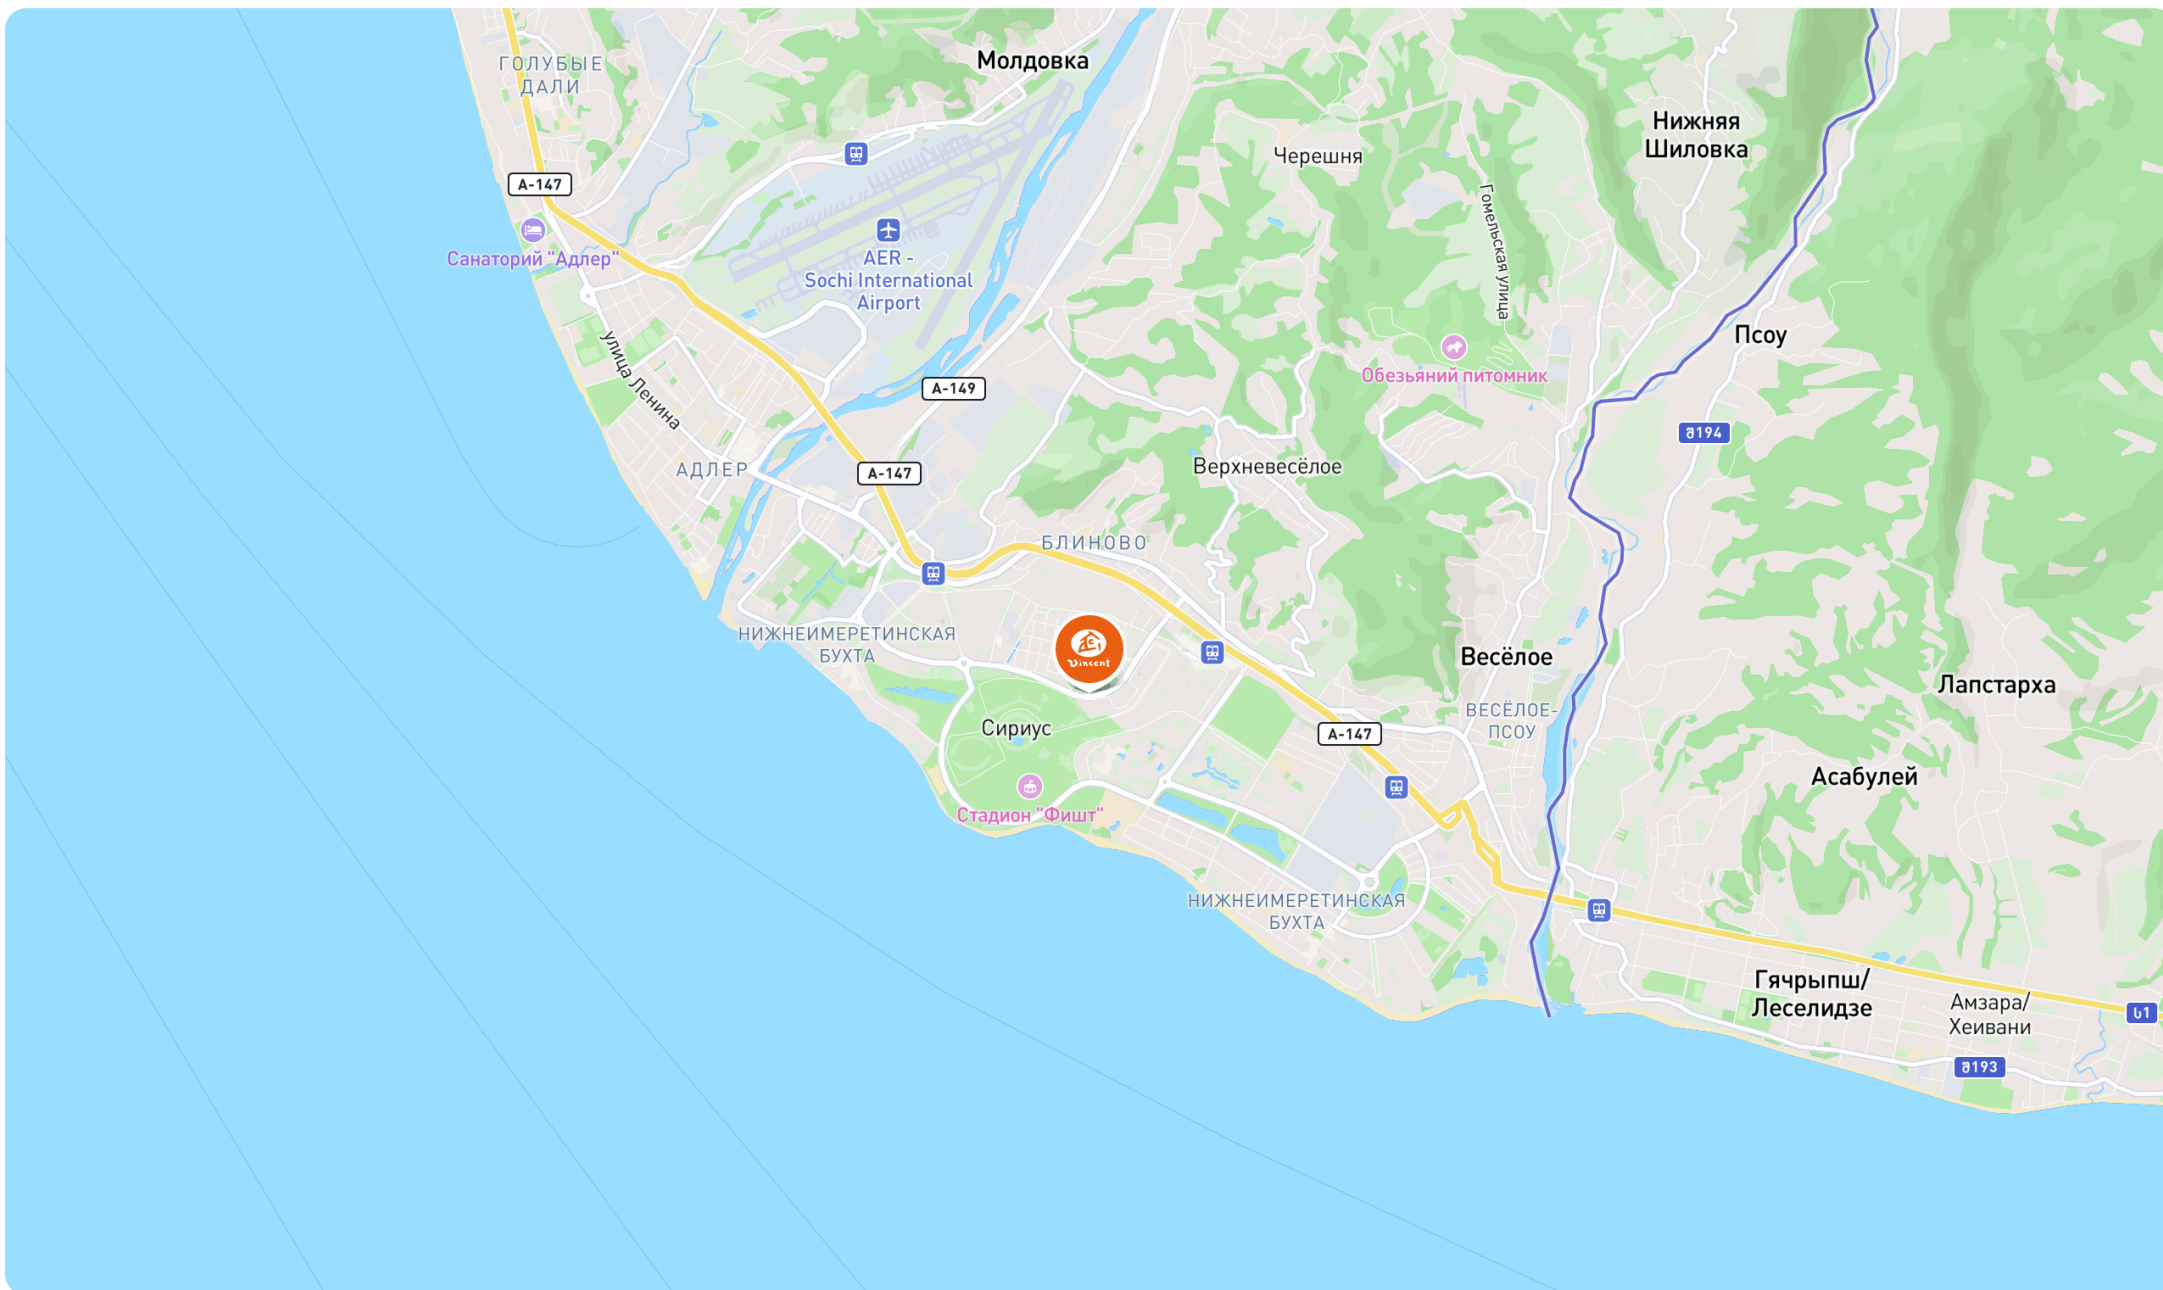 ГОЛУБЫЕ
ДАЛИ
Молдовка
Нижняя
Шиловка
Черешня
A-147
Гомельская улица
Санаторий "Адлер"
AER -
Sochi International
Airport
Псоу
улица Ленина
Обезьяний питомник
A-149
შ194
АДЛЕР
A-147
Верхневесёлое
БЛИНОВО
НИЖНЕИМЕРЕТИНСКАЯ
БУХТА
Vincent
Весёлое
Лапстарха
ВЕСЁЛОЕ-
ПСОУ
Сириус
A-147
Асабулей
Стадион "Фишт"
НИЖНЕИМЕРЕТИНСКАЯ
БУХТА
Гячрыпш/
Леселидзе
Амзара/
Хеивани
ს1
შ193